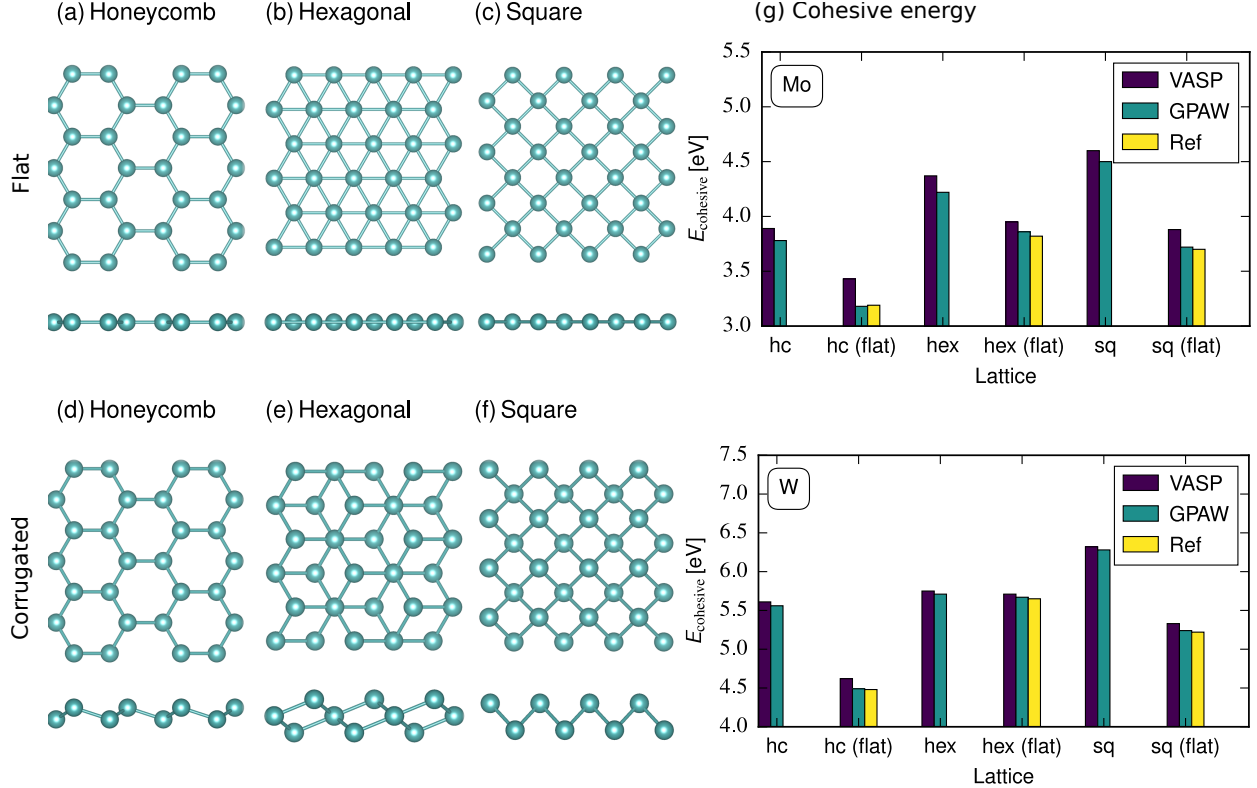 (a) Honeycomb
(b) Hexagonal
(c) Square
Flat
(d) Honeycomb
(e) Hexagonal
(f) Square
Corrugated
(g) Cohesive energy
Mo
VASP
GPAW
Ref
5.5
5.0
4.5
4.0
3.5
3.0
E_cohesive [eV]
hc
hc (flat)
hex
hex (flat)
sq
sq (flat)
Lattice
W
VASP
GPAW
Ref
7.5
7.0
6.5
6.0
5.5
5.0
4.5
4.0
E_cohesive [eV]
hc
hc (flat)
hex
hex (flat)
sq
sq (flat)
Lattice